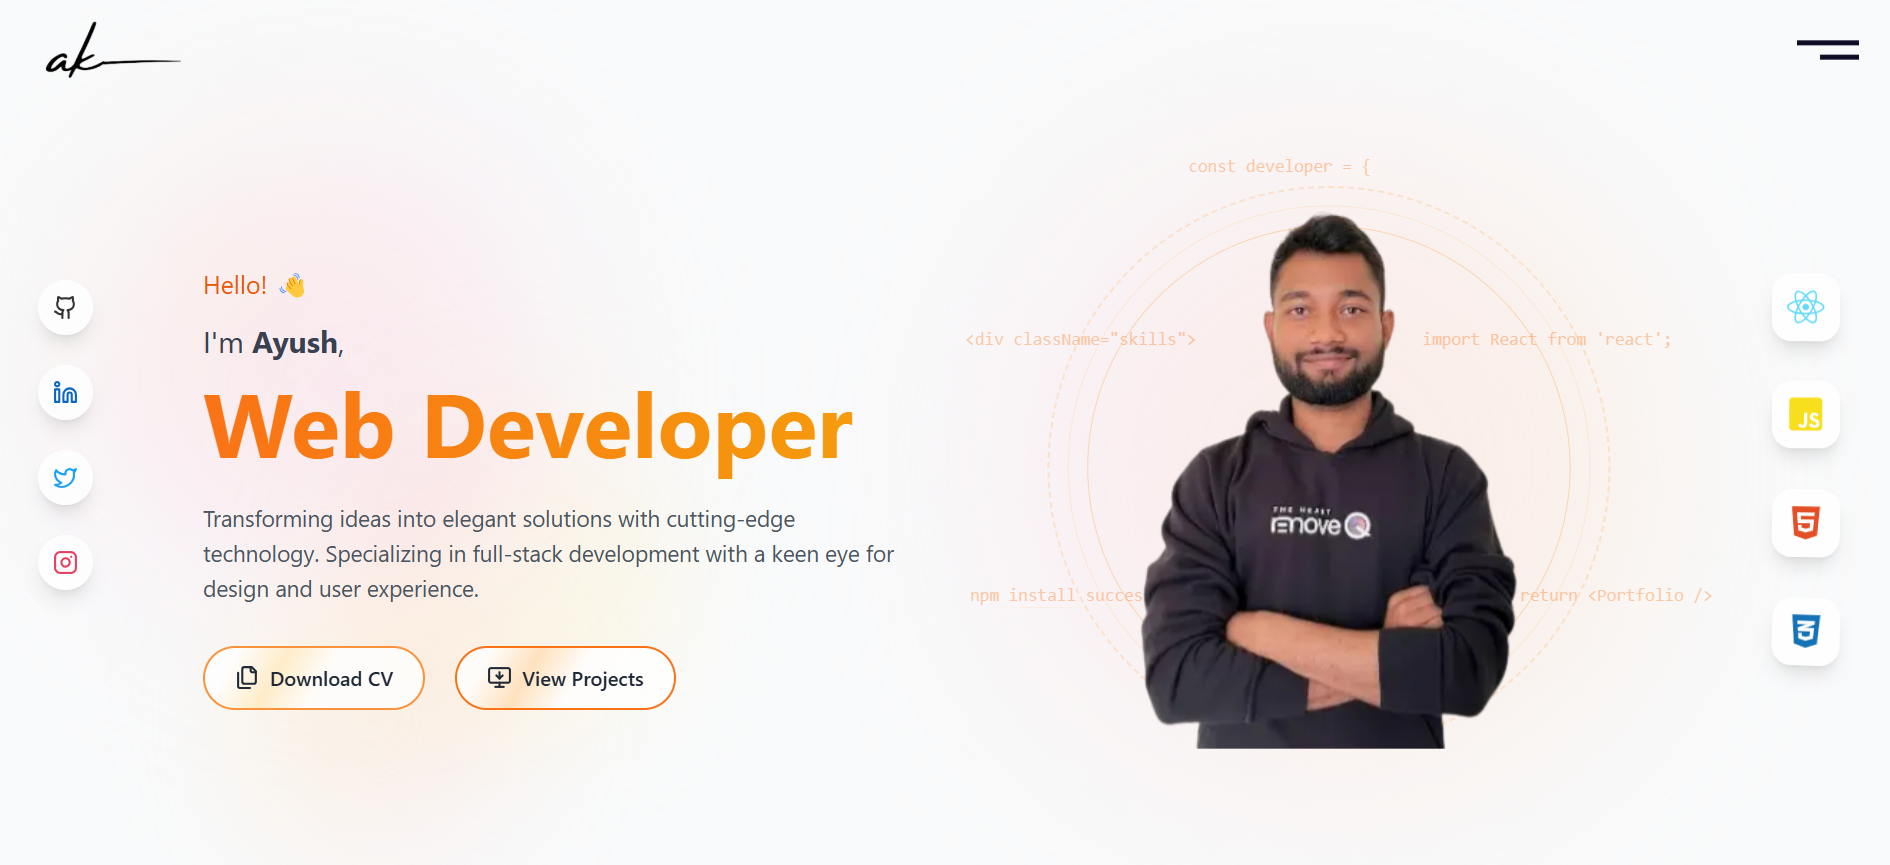 ak
const developer = {
Hello! 👋
I'm Ayush,
<div className="skills">
import React from 'react';
Web Developer
JS
Transforming ideas into elegant solutions with cutting-edge
technology. Specializing in full-stack development with a keen eye for
design and user experience.
THE HEART
emove Q
npm install succes
return <Portfolio />
Download CV
View Projects